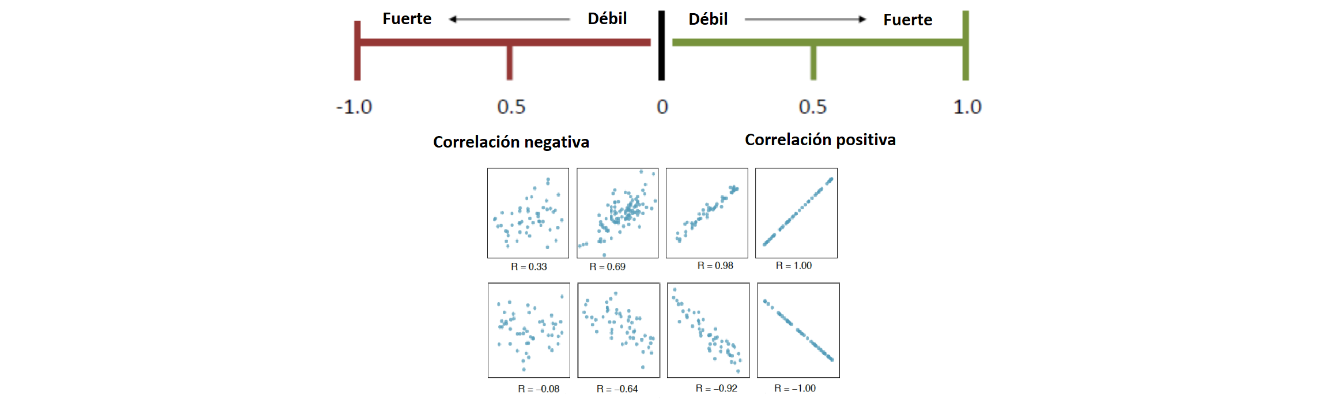 Fuerte Débil Débil Fuerte
-1.0 0.5 0 0.5 1.0
Correlación negativa Correlación positiva
R = 0.33 R = 0.69 R = 0.98 R = 1.00
R = −0.08 R = −0.64 R = −0.92 R = −1.00